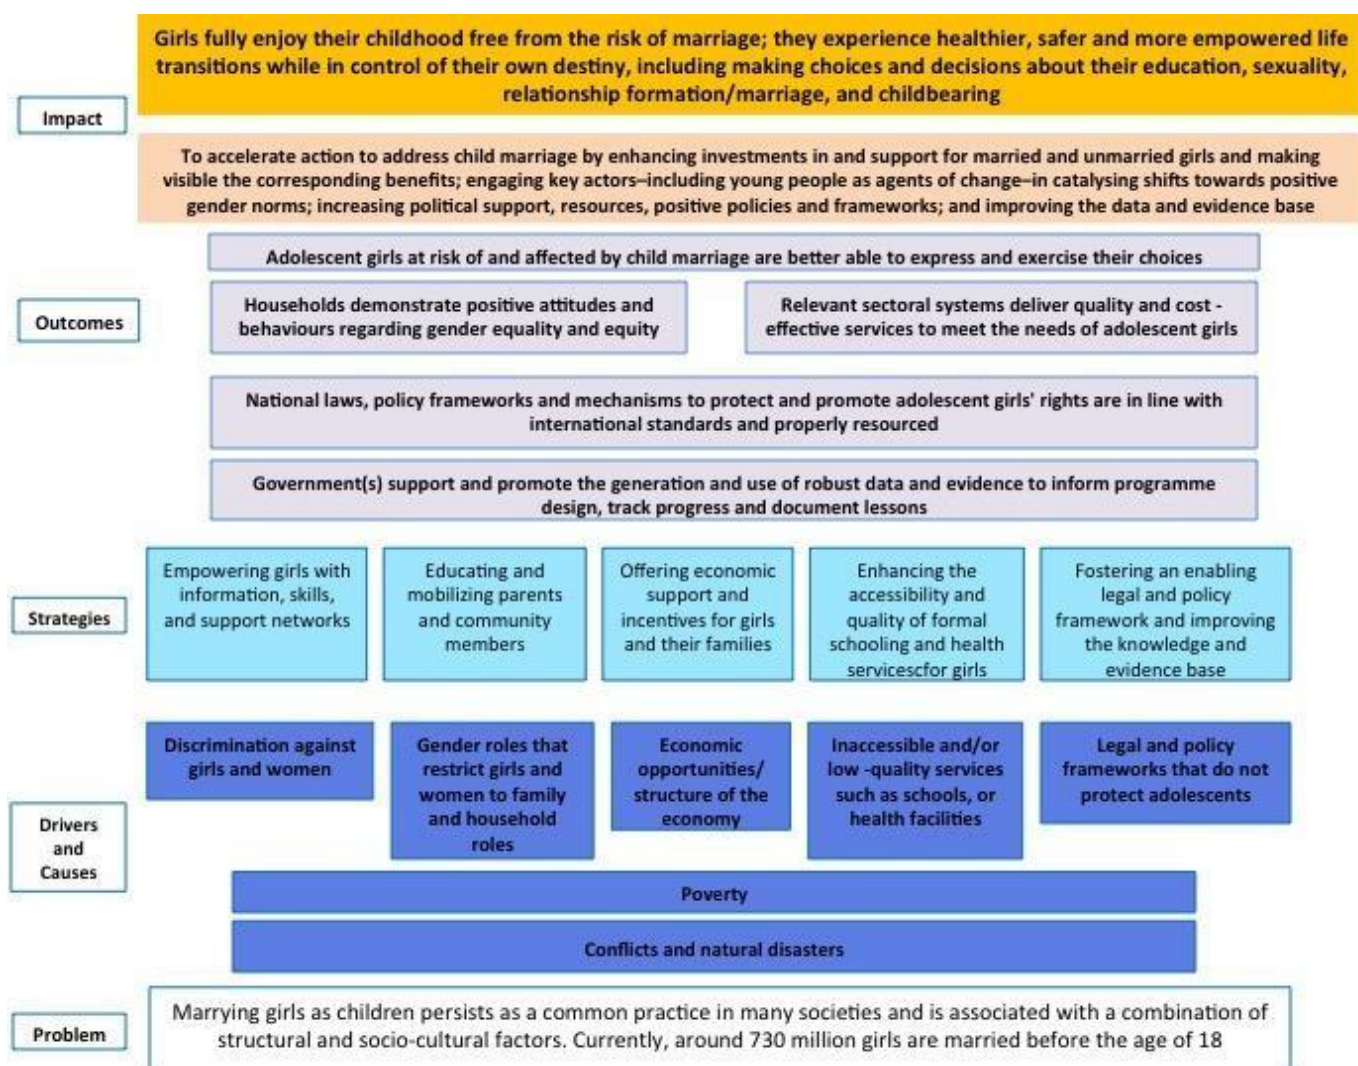 Girls fully enjoy their childhood free from the risk of marriage; they experience healthier, safer and more empowered life
transitions while in control of their own destiny, including making choices and decisions about their education, sexuality,
relationship formation/marriage, and childbearing
Impact
To accelerate action to address child marriage by enhancing investments in and support for married and unmarried girls and making
visible the corresponding benefits; engaging key actors–including young people as agents of change–in catalysing shifts towards positive
gender norms; increasing political support, resources, positive policies and frameworks; and improving the data and evidence base
Adolescent girls at risk of and affected by child marriage are better able to express and exercise their choices
Outcomes
Households demonstrate positive attitudes and
behaviours regarding gender equality and equity
Relevant sectoral systems deliver quality and cost -
effective services to meet the needs of adolescent girls
National laws, policy frameworks and mechanisms to protect and promote adolescent girls' rights are in line with
international standards and properly resourced
Government(s) support and promote the generation and use of robust data and evidence to inform programme
design, track progress and document lessons
Strategies
Empowering girls with
information, skills,
and support networks
Educating and
mobilizing parents
and community
members
Offering economic
support and
incentives for girls
and their families
Enhancing the
accessibility and
quality of formal
schooling and health
servicescfor girls
Fostering an enabling
legal and policy
framework and improving
the knowledge and
evidence base
Drivers
and
Causes
Discrimination against
girls and women
Gender roles that
restrict girls and
women to family
and household
roles
Economic
opportunities/
structure of the
economy
Inaccessible and/or
low -quality services
such as schools, or
health facilities
Legal and policy
frameworks that do not
protect adolescents
Poverty
Conflicts and natural disasters
Problem
Marrying girls as children persists as a common practice in many societies and is associated with a combination of
structural and socio-cultural factors. Currently, around 730 million girls are married before the age of 18